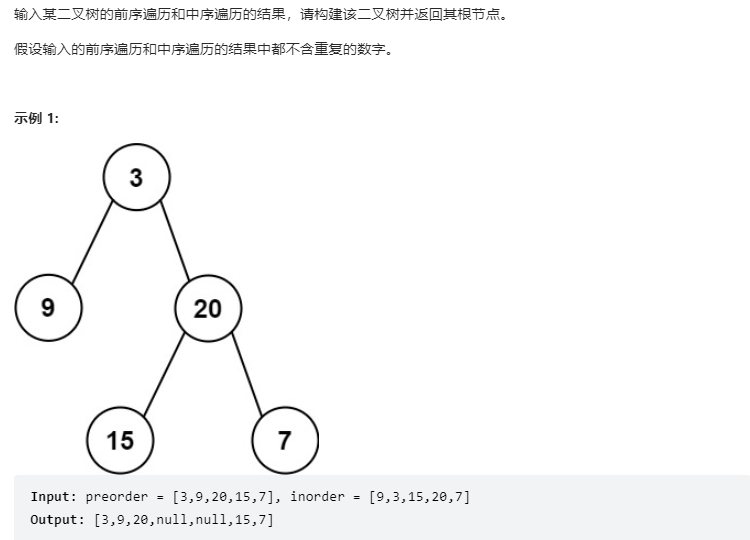 输入某二叉树的前序遍历和中序遍历的结果，请构建该二叉树并返回其根节点。
假设输入的前序遍历和中序遍历的结果中都不含重复的数字。
示例 1:
3
9
20
15
7
Input: preorder = [3,9,20,15,7], inorder = [9,3,15,20,7]
Output: [3,9,20,null,null,15,7]